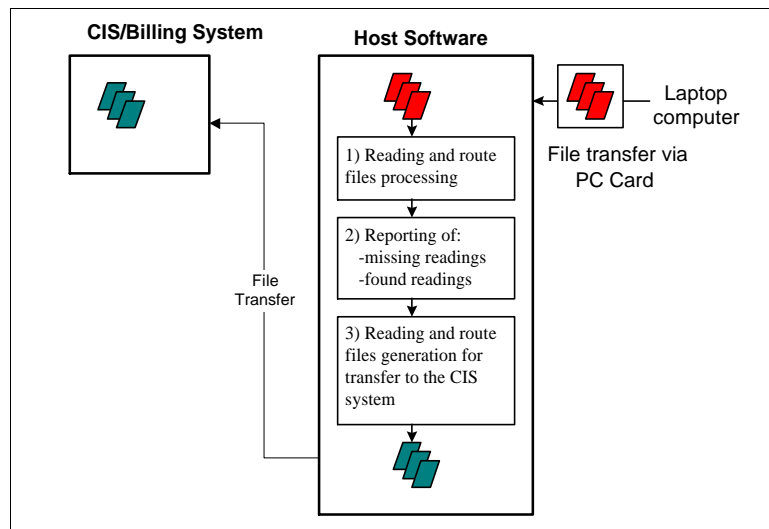 CIS/Billing System
Host Software
Laptop
computer
File transfer via
PC Card
1) Reading and route
files processing
2) Reporting of:
-missing readings
-found readings
3) Reading and route
files generation for
transfer to the CIS
system
File
Transfer